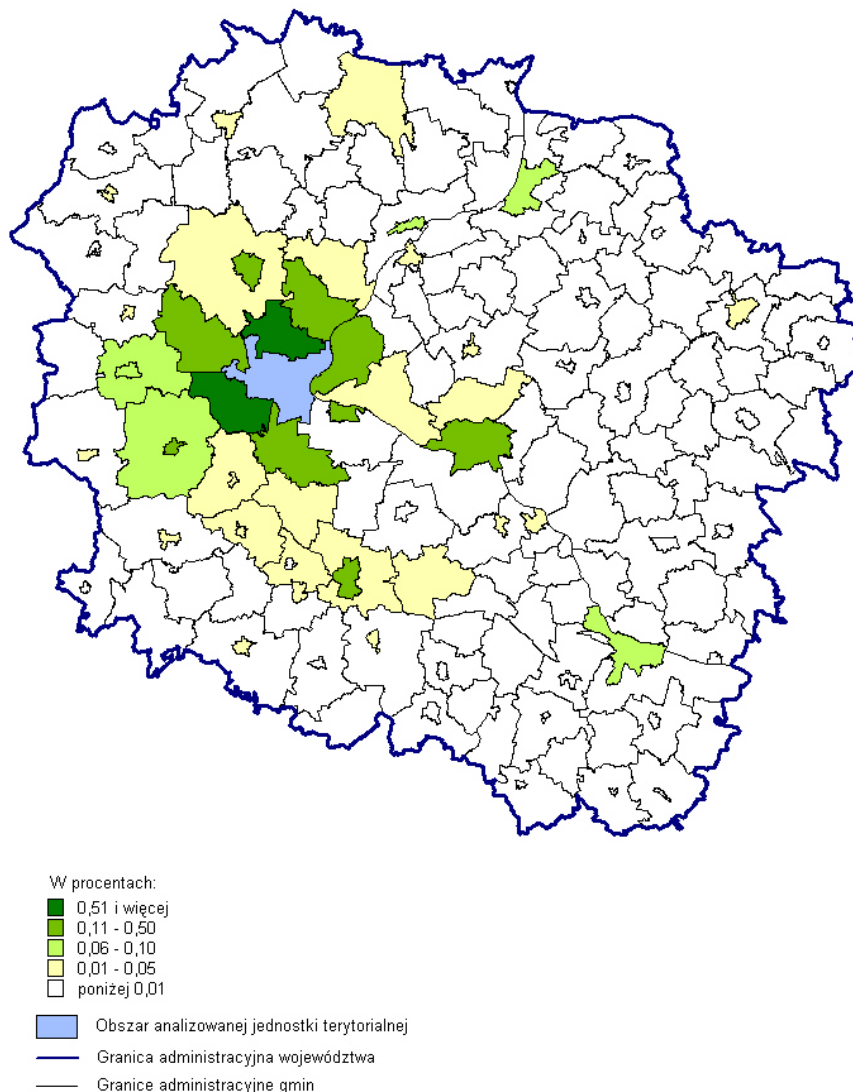 W procentach:
0,51 i więcej
0,11 - 0,50
0,06 - 0,10
0,01 - 0,05
poniżej 0,01
Obszar analizowanej jednostki terytorialnej
Granica administracyjna województwa
Granice administracyjne gmin